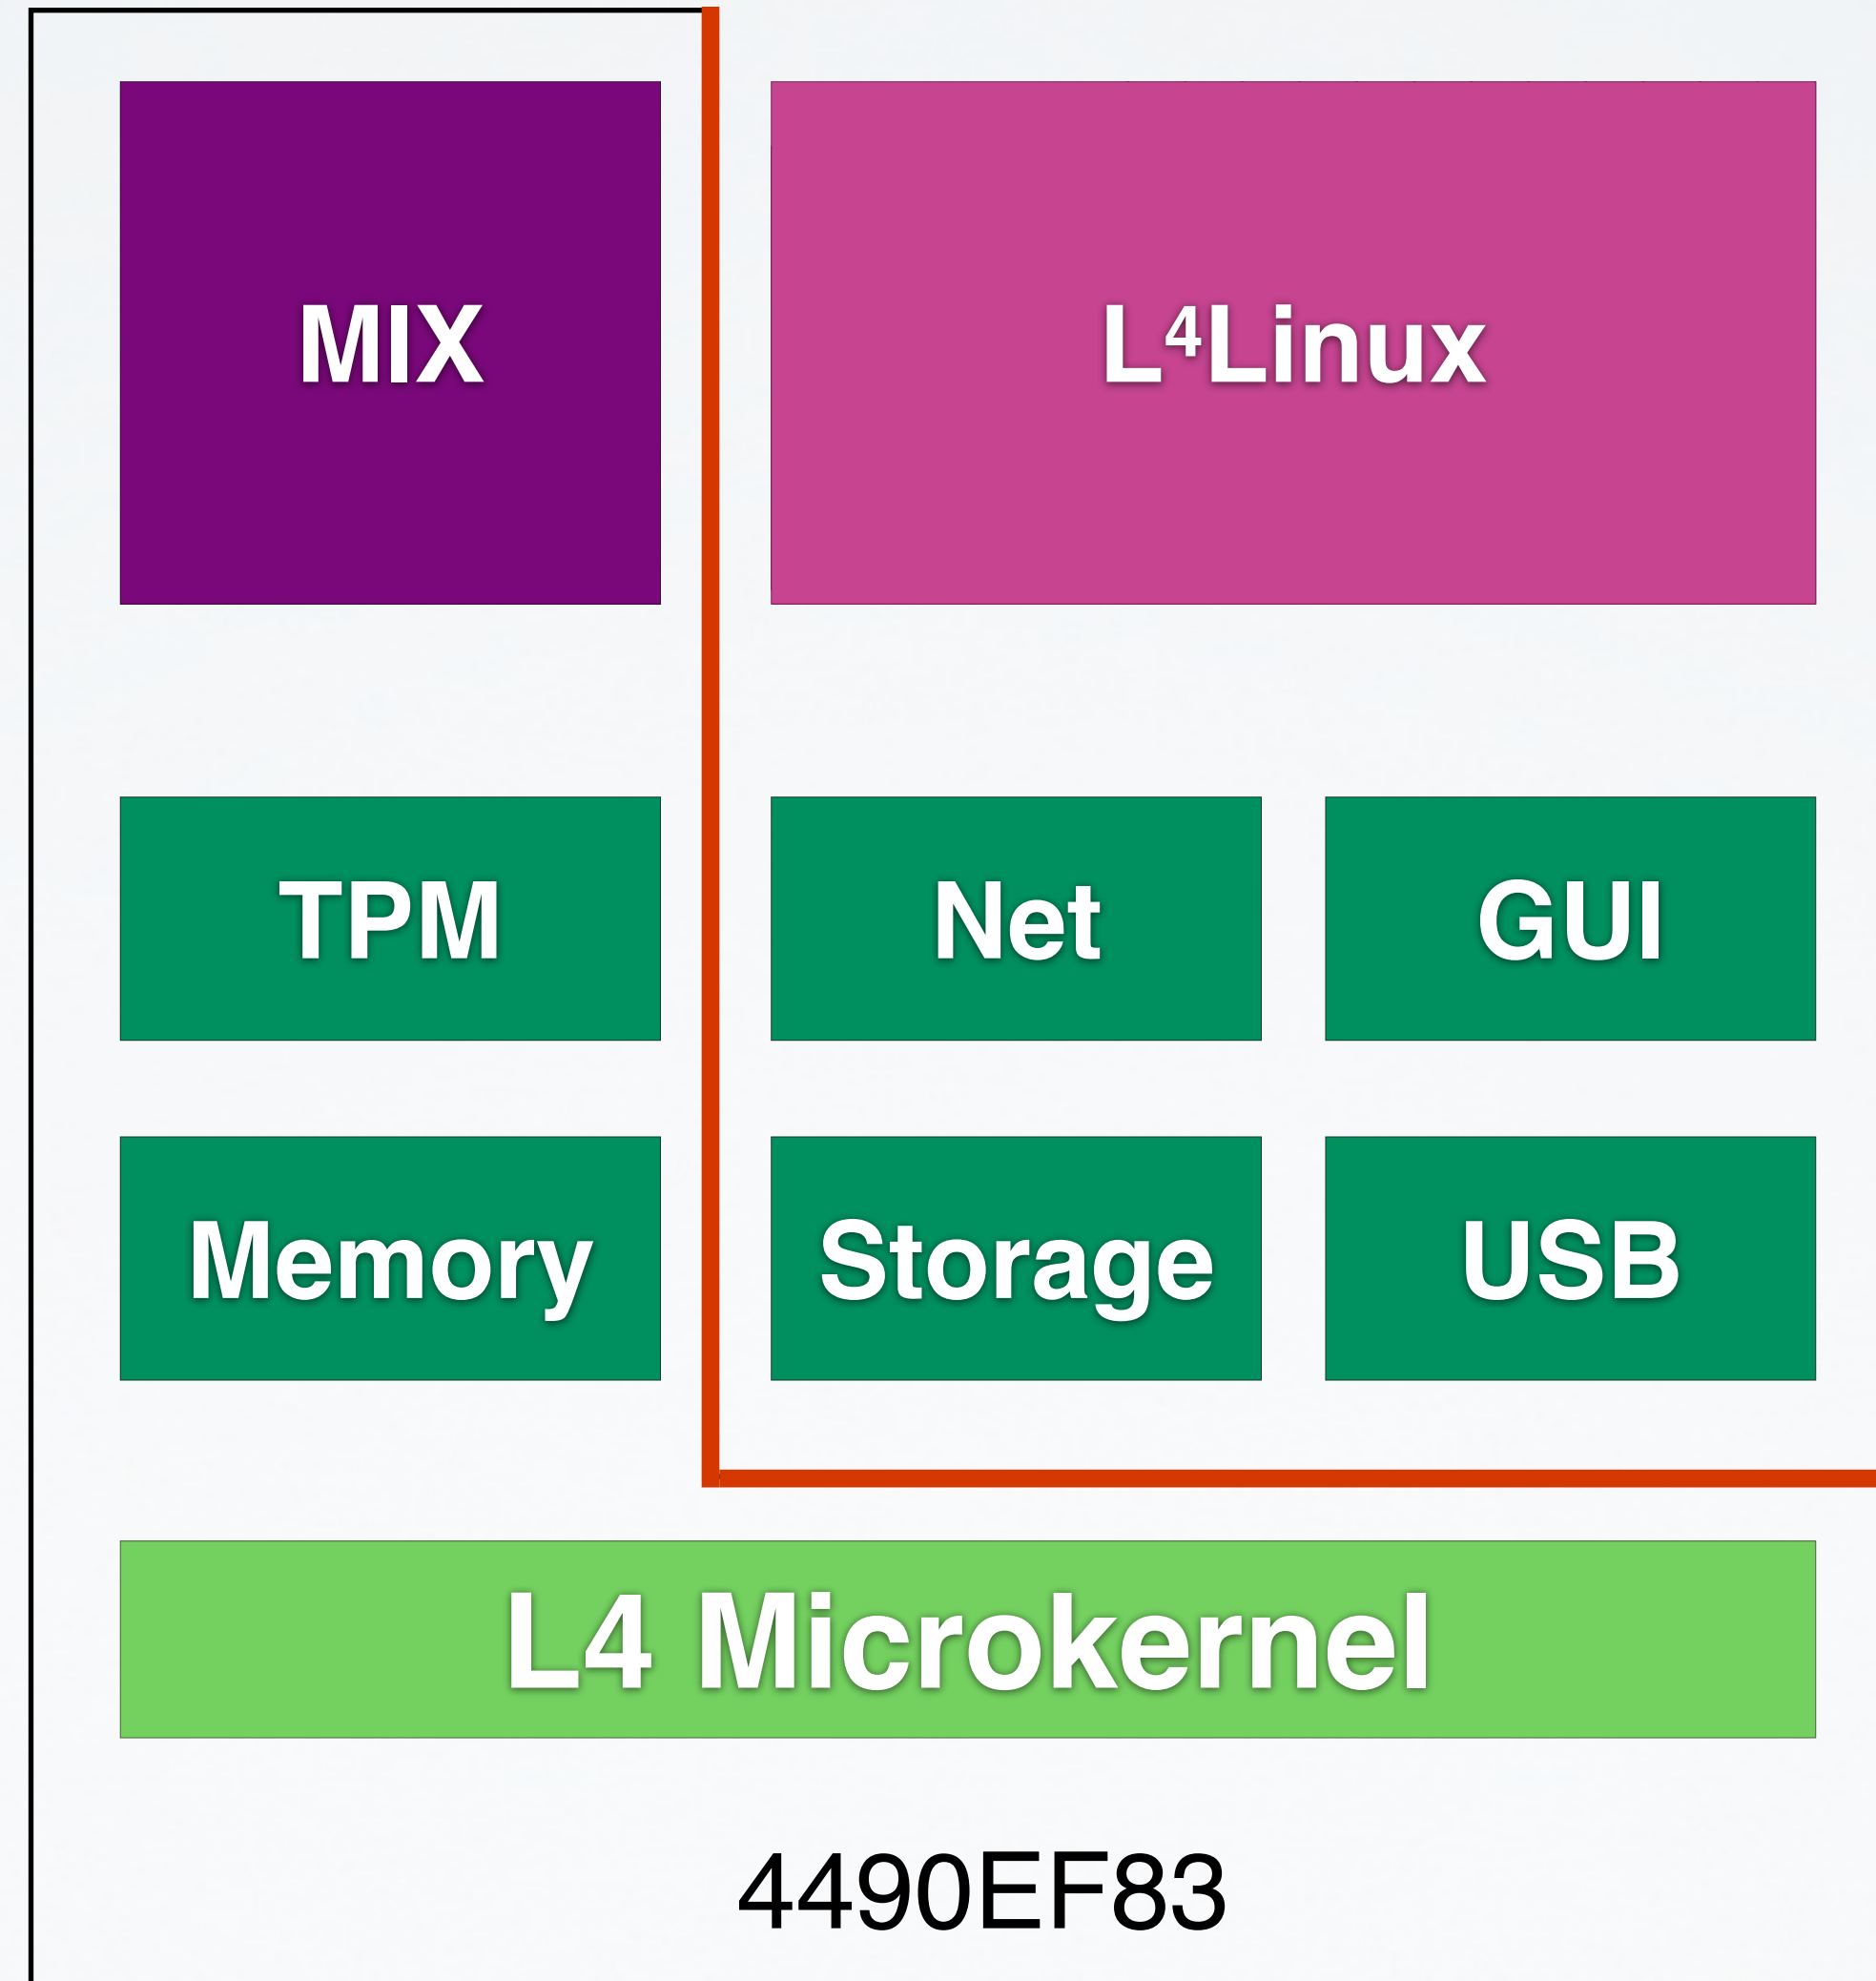 MIX
L⁴Linux
TPM
Net
GUI
Memory
Storage
USB
L4 Microkernel
4490EF83